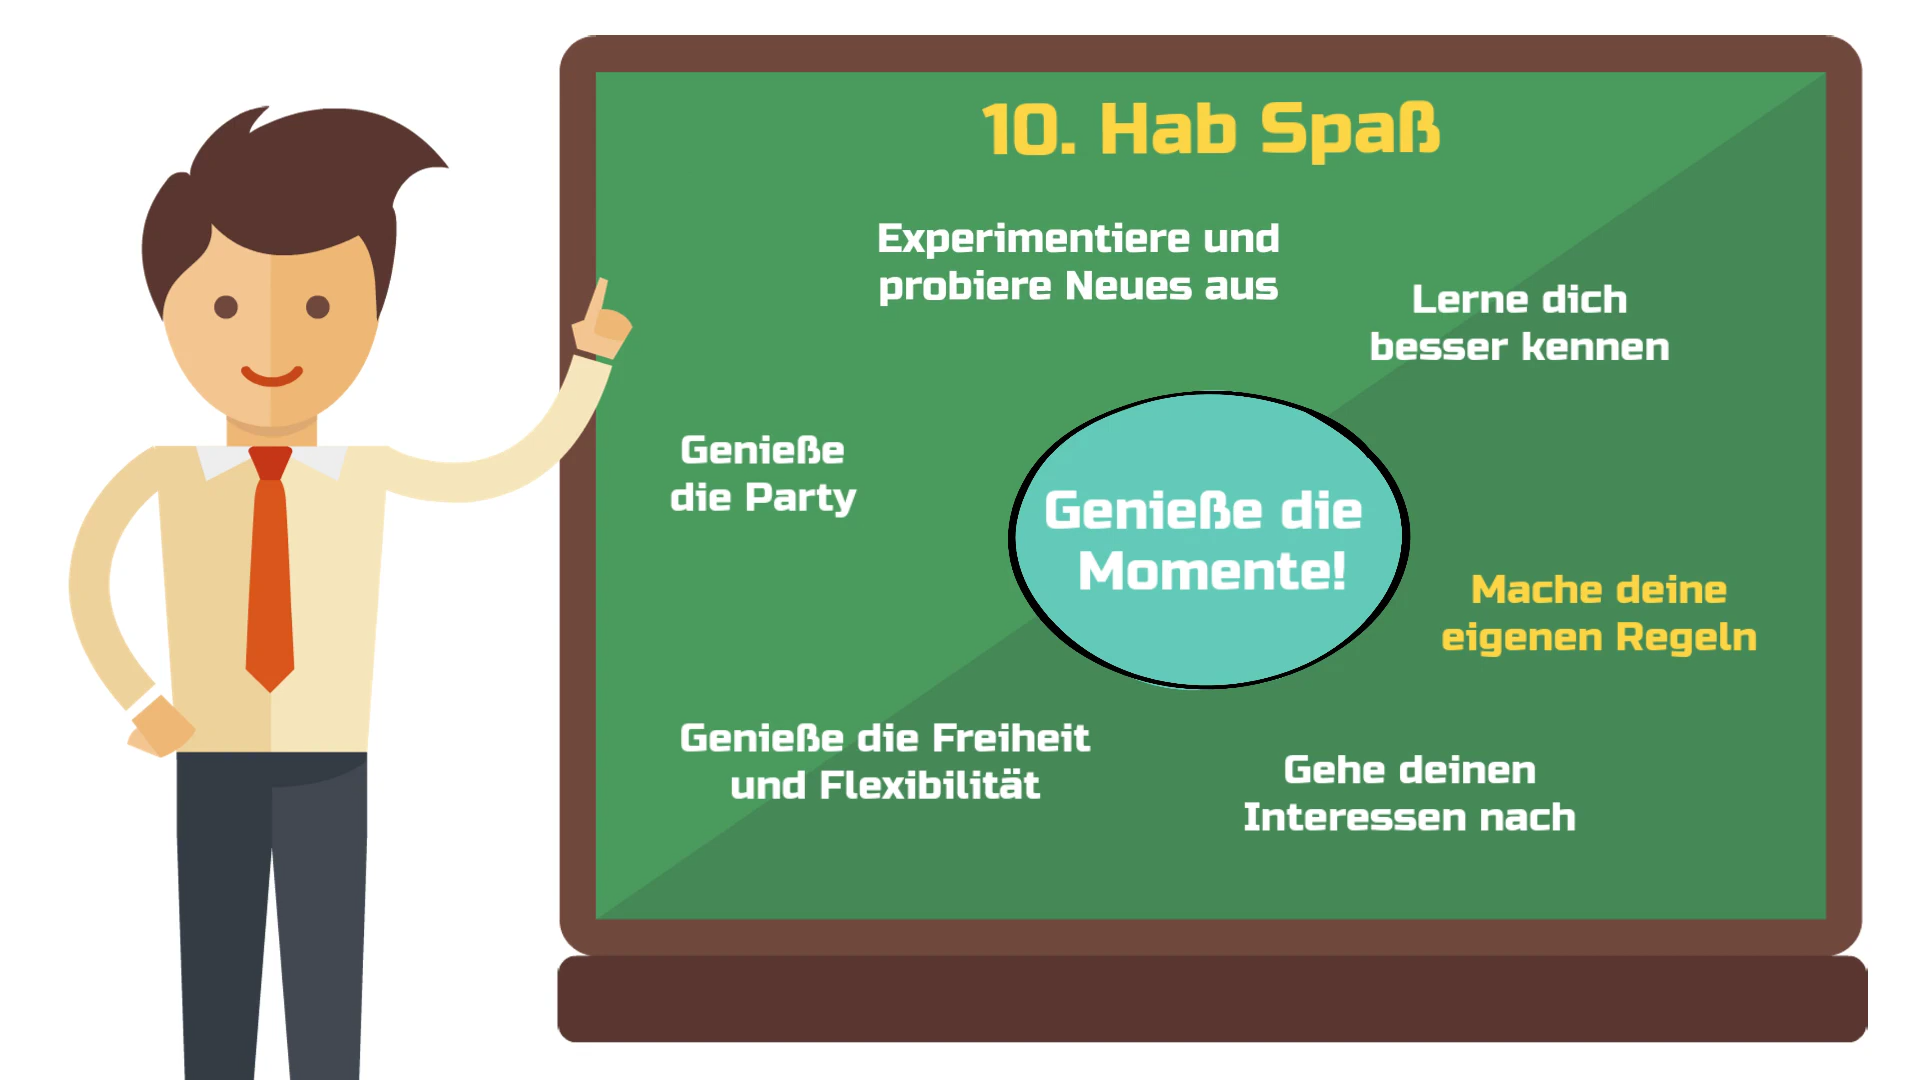 10. Hab Spaß
Experimentiere und
probiere Neues aus
Lerne dich
besser kennen
Genieße
die Party
Genieße die
Momente!
Mache deine
eigenen Regeln
Genieße die Freiheit
und Flexibilität
Gehe deinen
Interessen nach